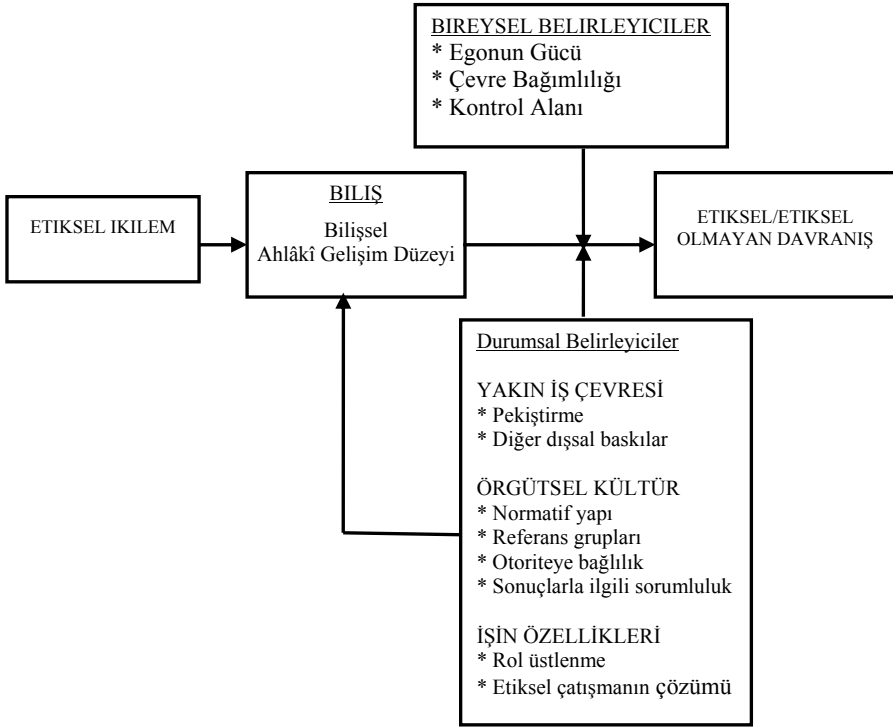 BIREYSEL BELIRLEYICILER
* Egonun Gücü
* Çevre Bağımlılığı
* Kontrol Alanı
ETIKSEL IKILEM
BILIŞ
Bilişsel
Ahlâkî Gelişim Düzeyi
ETIKSEL/ETIKSEL
OLMAYAN DAVRANIŞ
Durumsal Belirleyiciler
YAKIN İŞ ÇEVRESİ
* Pekiştirme
* Diğer dışsal baskılar
ÖRGÜTSEL KÜLTÜR
* Normatif yapı
* Referans grupları
* Otoriteye bağlılık
* Sonuçlarla ilgili sorumluluk
İŞİN ÖZELLİKLERİ
* Rol üstlenme
* Etiksel çatışmanın çözümü